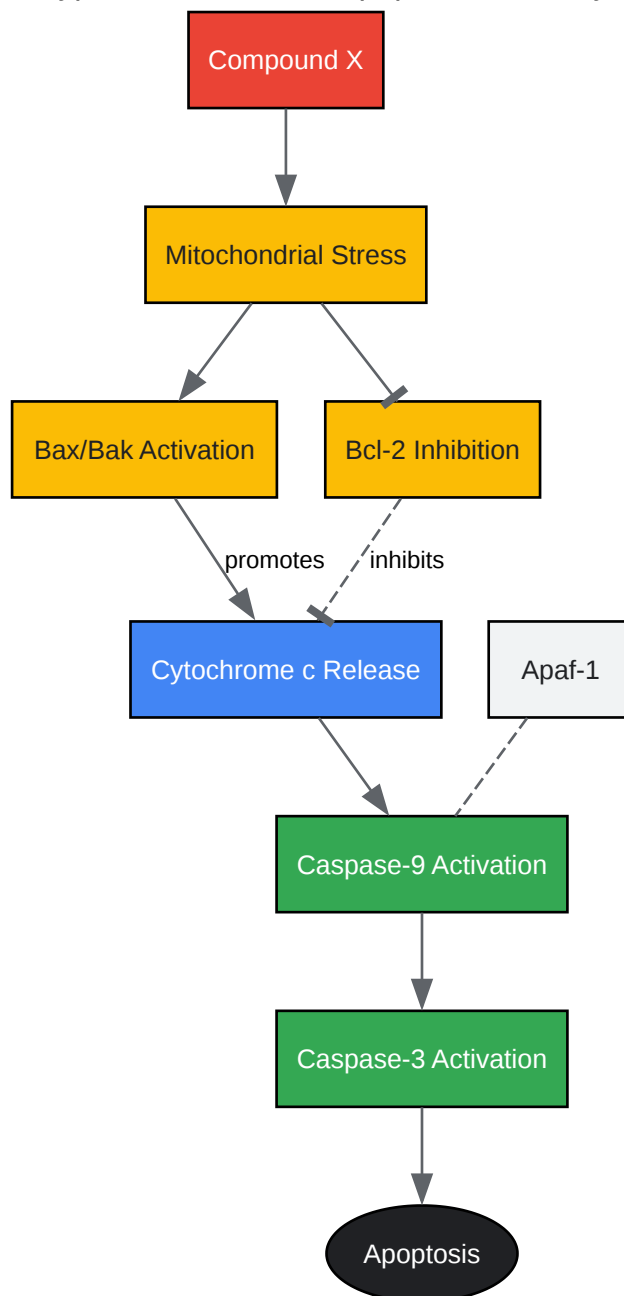 Compound X
Mitochondrial Stress
Bax/Bak Activation
Bcl-2 Inhibition
promotes
inhibits
Cytochrome c Release
Apaf-1
Caspase-9 Activation
Caspase-3 Activation
Apoptosis